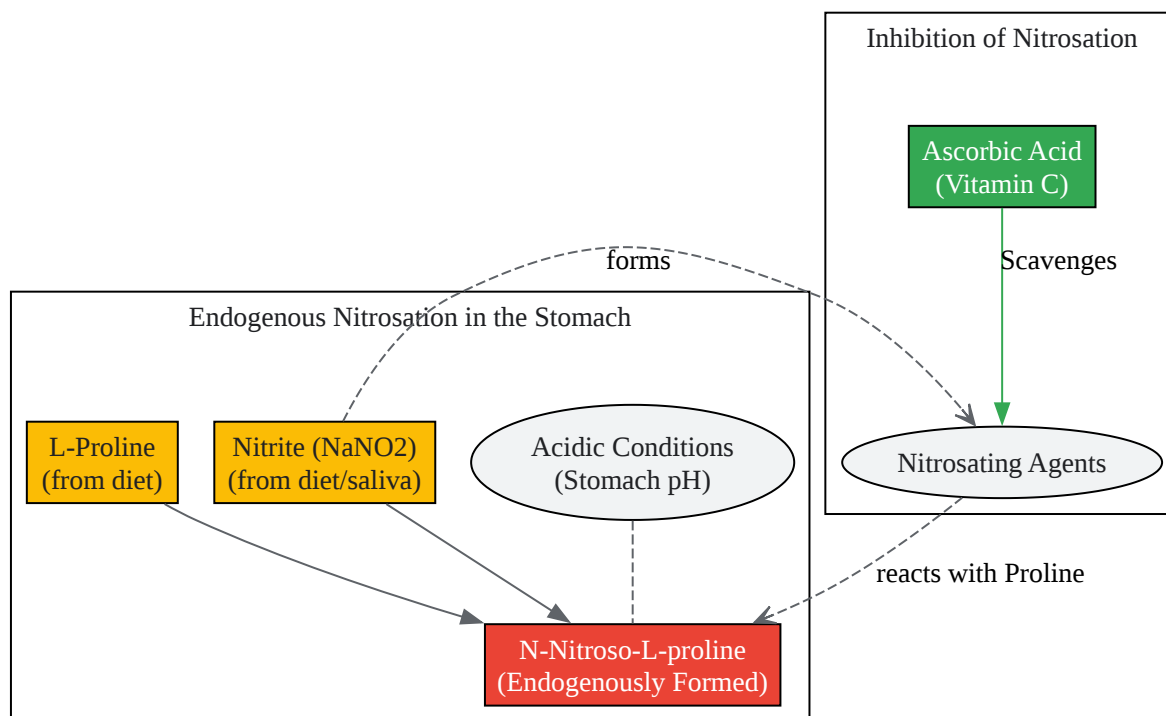 Inhibition of Nitrosation
Ascorbic Acid
(Vitamin C)
forms
Scavenges
Endogenous Nitrosation in the Stomach
L-Proline
(from diet)
Nitrite (NaNO2)
(from diet/saliva)
Acidic Conditions
(Stomach pH)
Nitrosating Agents
reacts with Proline
N-Nitroso-L-proline
(Endogenously Formed)